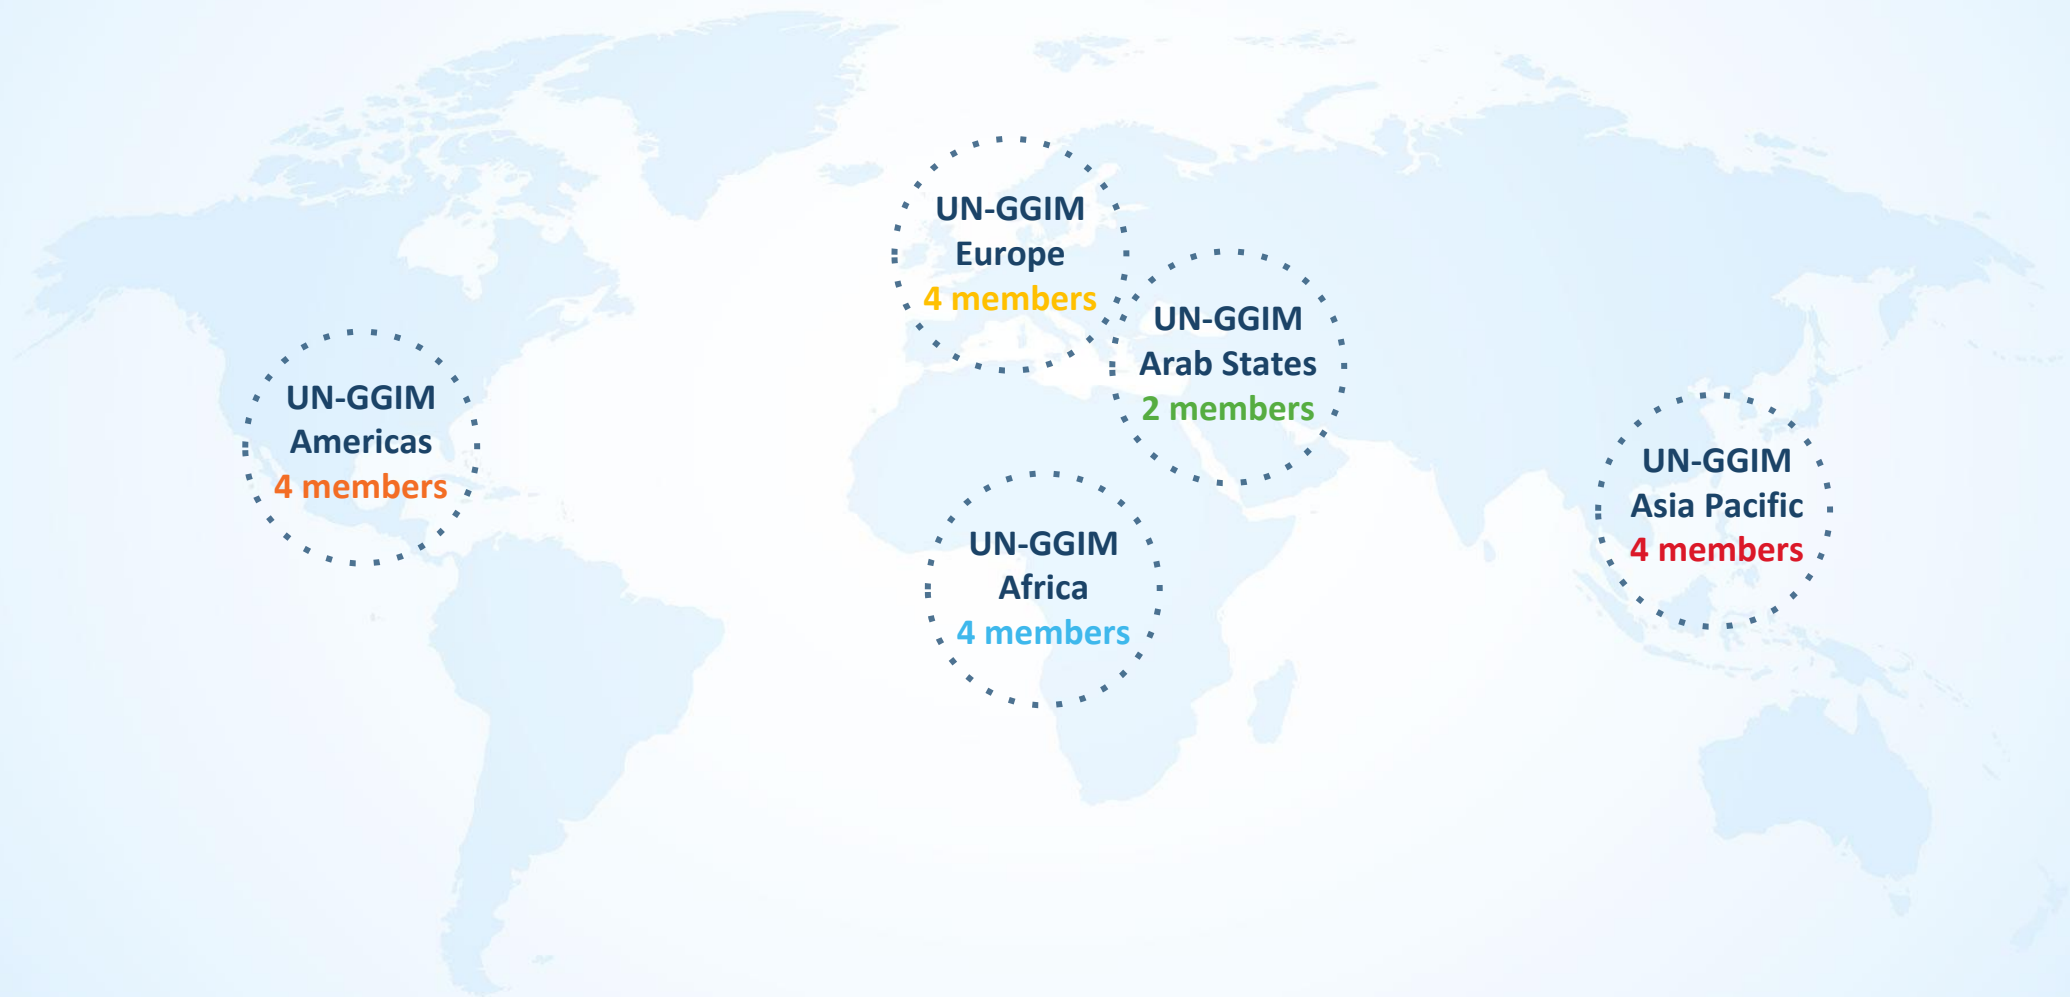 UN-GGIM
Europe
4 members
UN-GGIM
Arab States
2 members
UN-GGIM
Americas
4 members
UN-GGIM
Asia Pacific
4 members
UN-GGIM
Africa
4 members